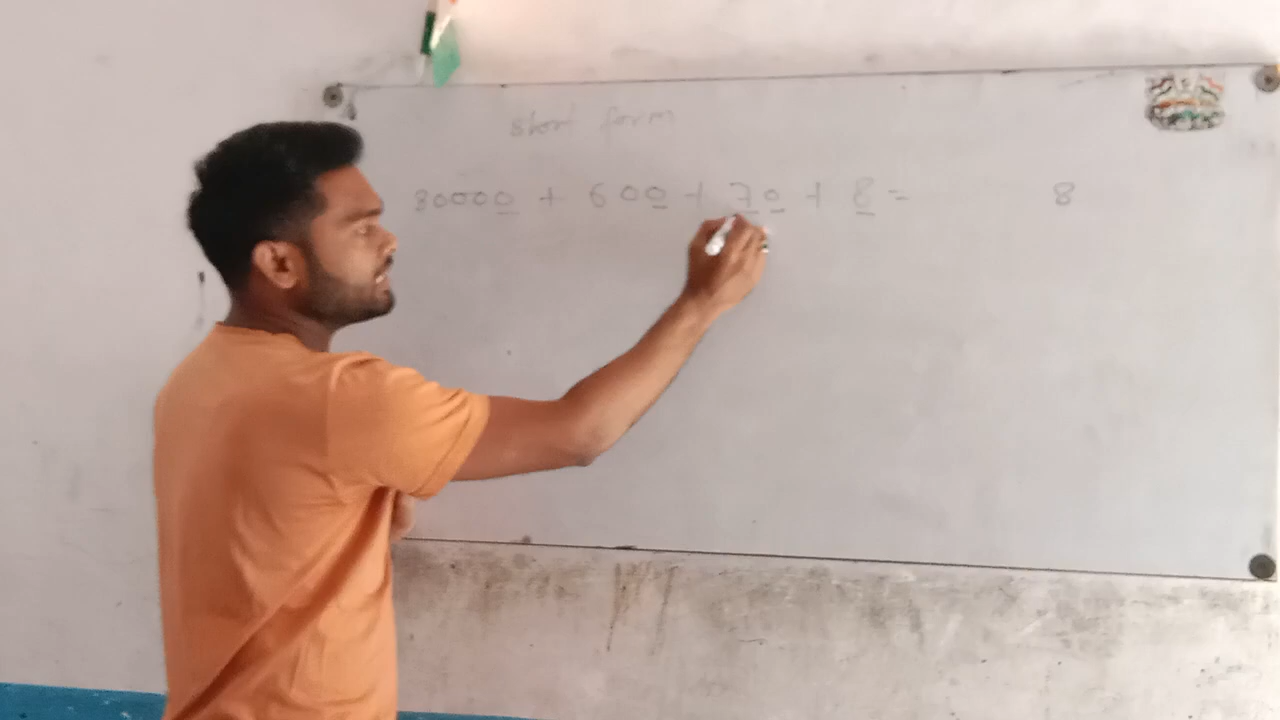 short form
80000 + 600 + 70 + 8 = 8